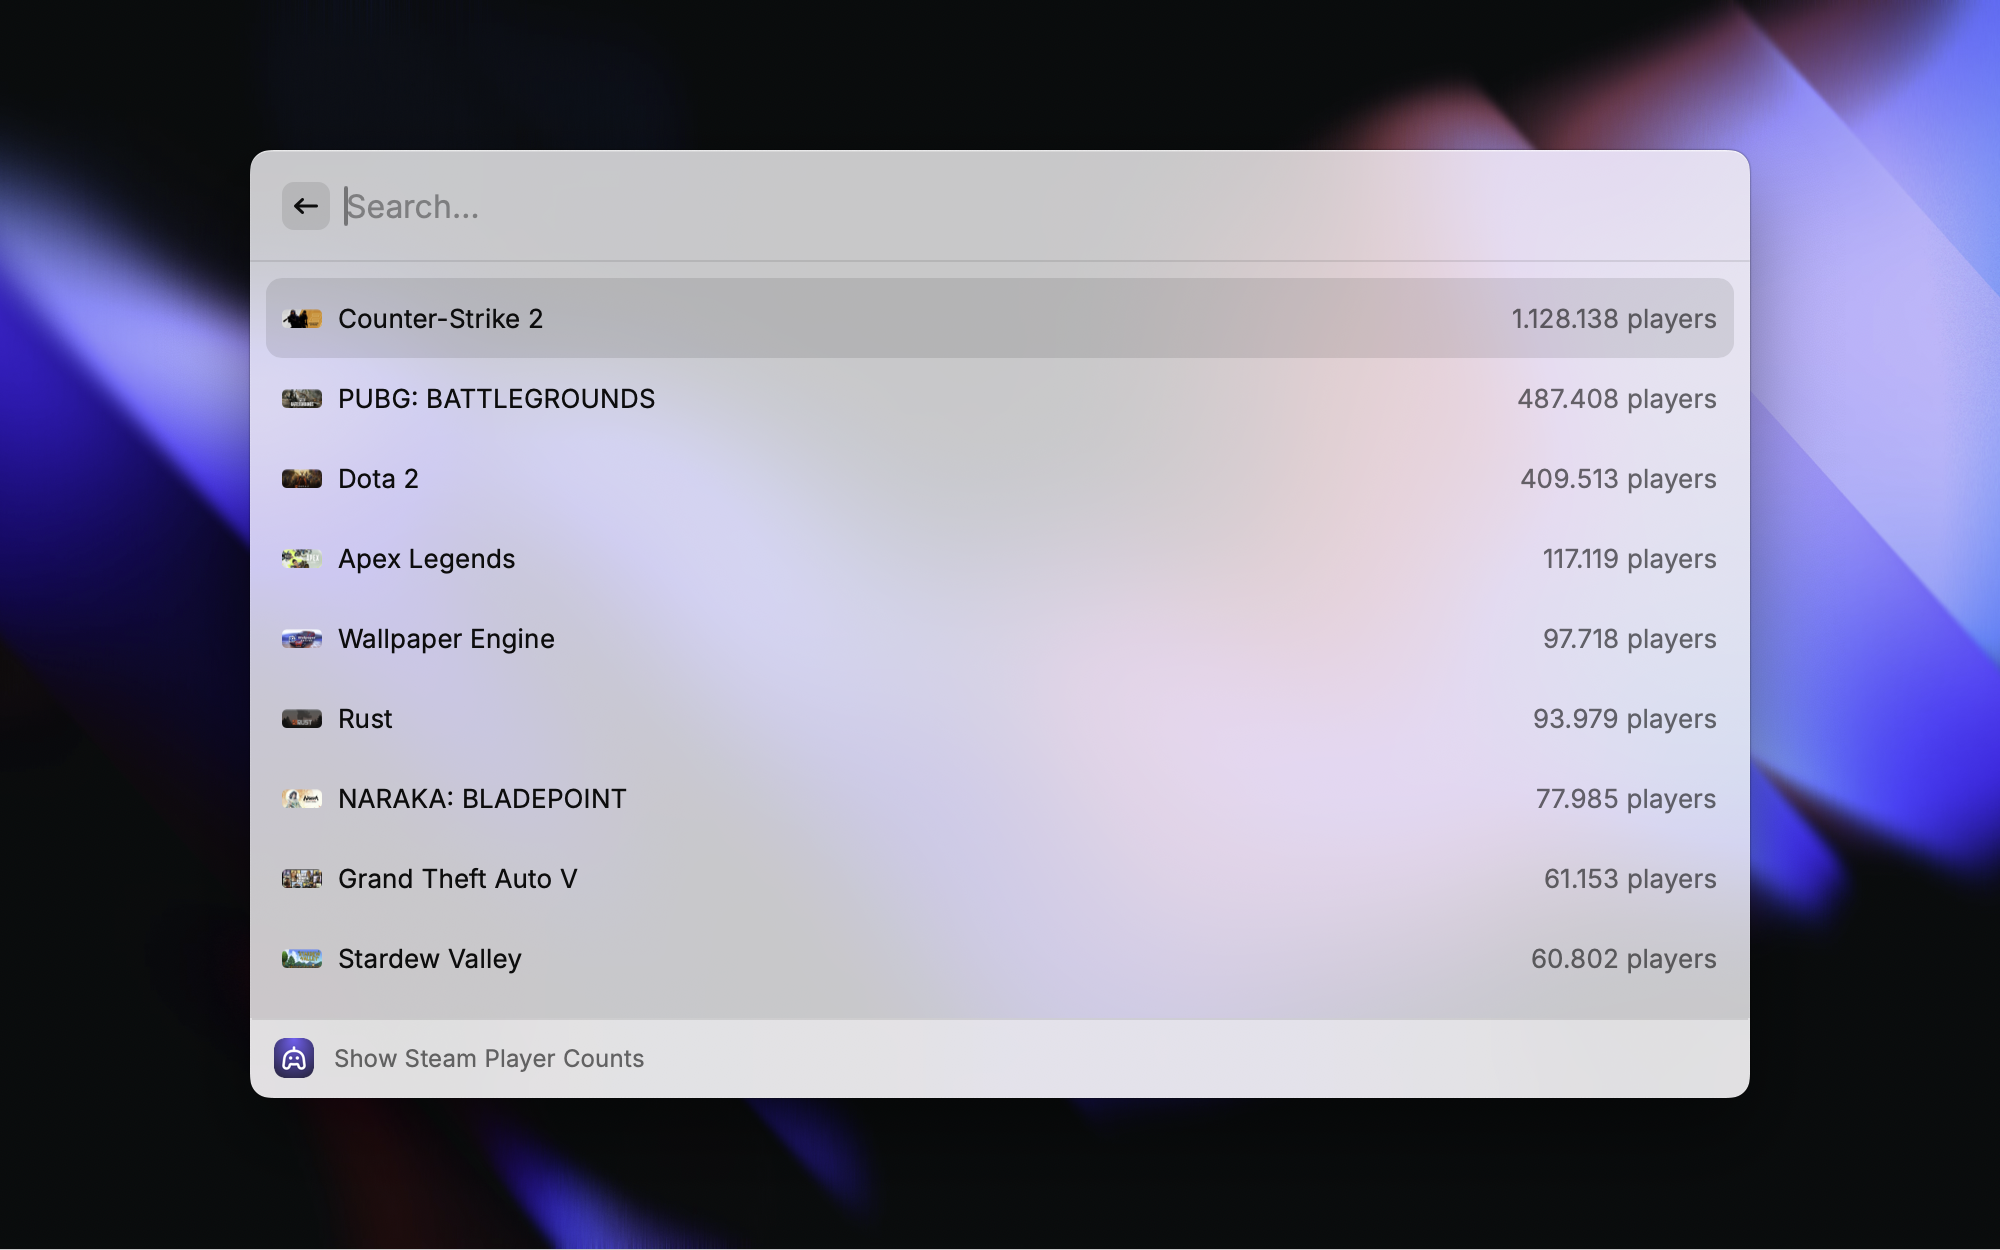 Search...
Counter-Strike 2 1.128.138 players
PUBG: BATTLEGROUNDS 487.408 players
Dota 2 409.513 players
Apex Legends 117.119 players
Wallpaper Engine 97.718 players
Rust 93.979 players
NARAKA: BLADEPOINT 77.985 players
Grand Theft Auto V 61.153 players
Stardew Valley 60.802 players
Show Steam Player Counts